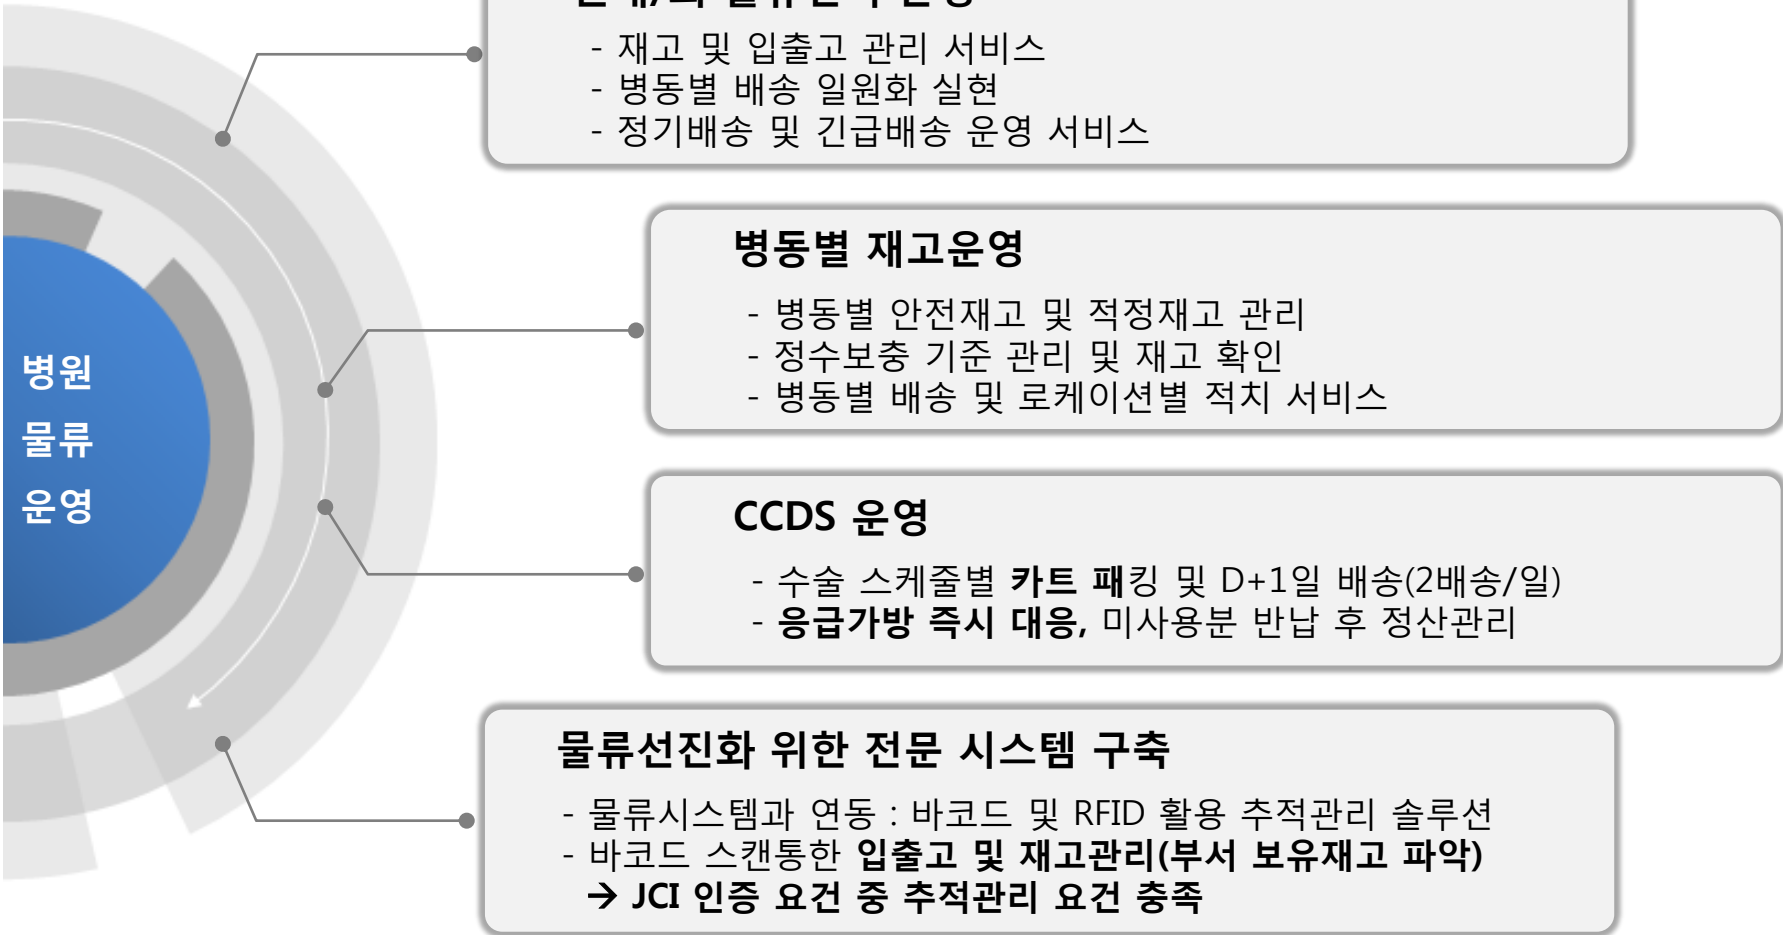 - 재고 및 입출고 관리 서비스
- 병동별 배송 일원화 실현
- 정기배송 및 긴급배송 운영 서비스
병동별 재고운영
- 병동별 안전재고 및 적정재고 관리
- 정수보충 기준 관리 및 재고 확인
- 병동별 배송 및 로케이션별 적치 서비스
병원
물류
운영
CCDS 운영
- 수술 스케줄별 카트 패킹 및 D+1일 배송(2배송/일)
- 응급가방 즉시 대응, 미사용분 반납 후 정산관리
물류선진화 위한 전문 시스템 구축
- 물류시스템과 연동 : 바코드 및 RFID 활용 추적관리 솔루션
- 바코드 스캔통한 입출고 및 재고관리(부서 보유재고 파악)
→ JCI 인증 요건 중 추적관리 요건 충족